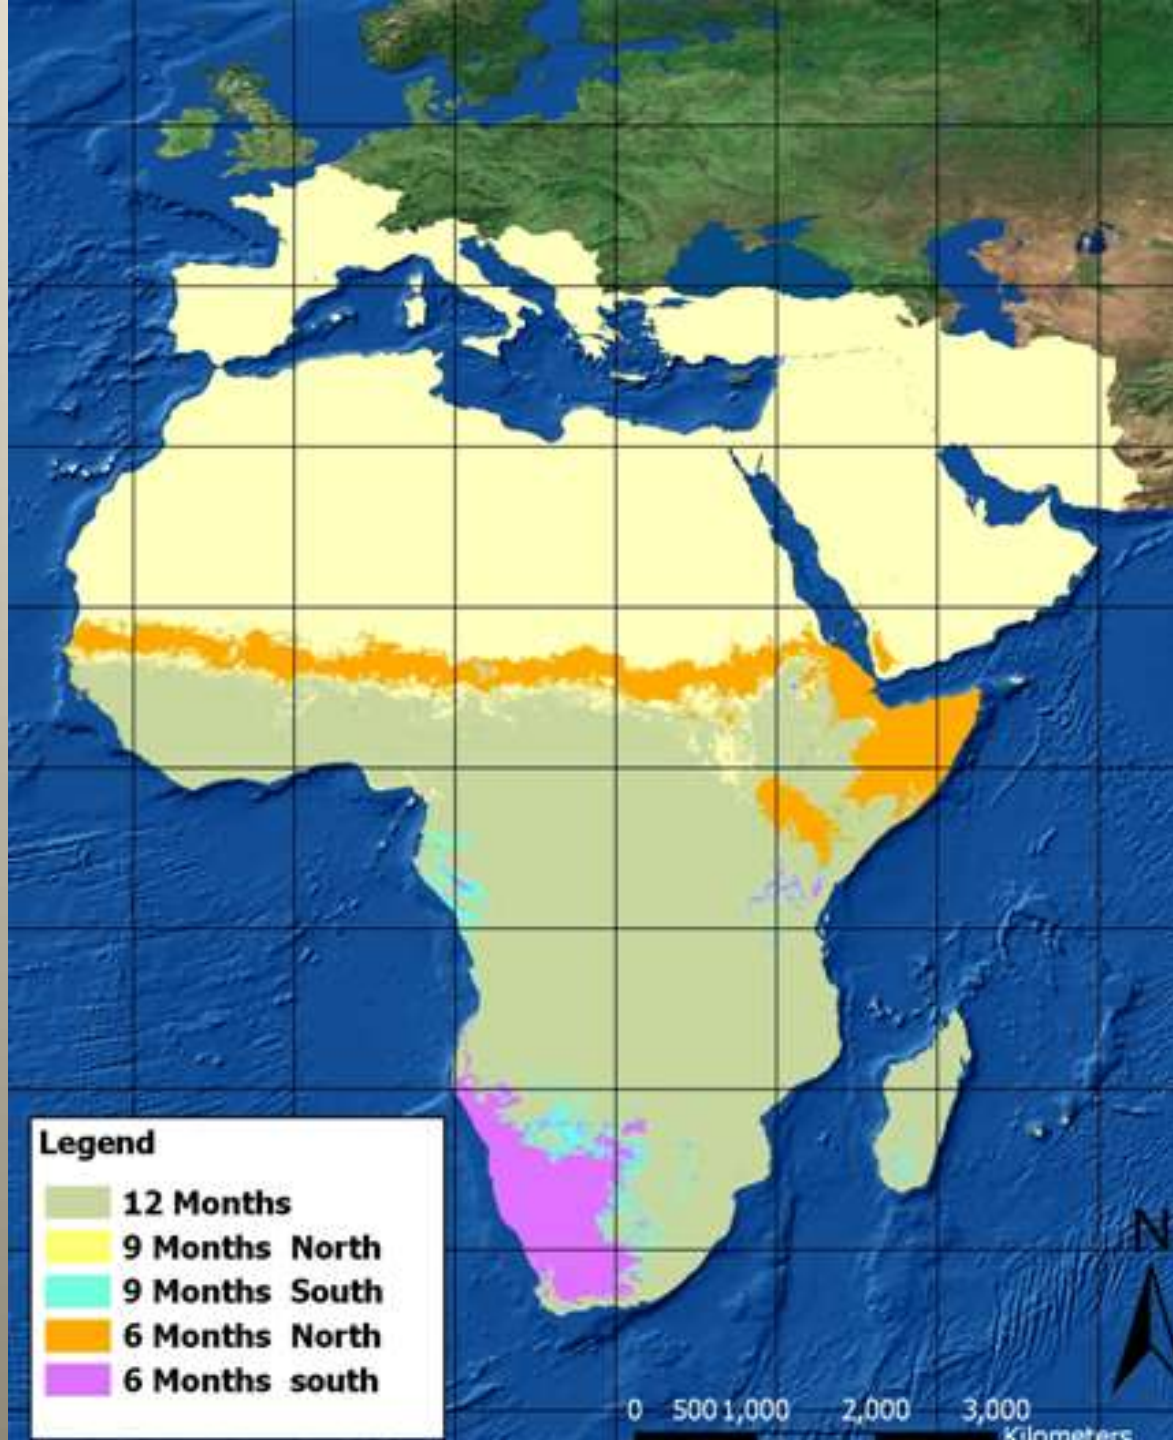 Legend
12 Months
9 Months North
9 Months South
6 Months North
6 Months south
N
0 500 1,000 2,000 3,000
Kilometers